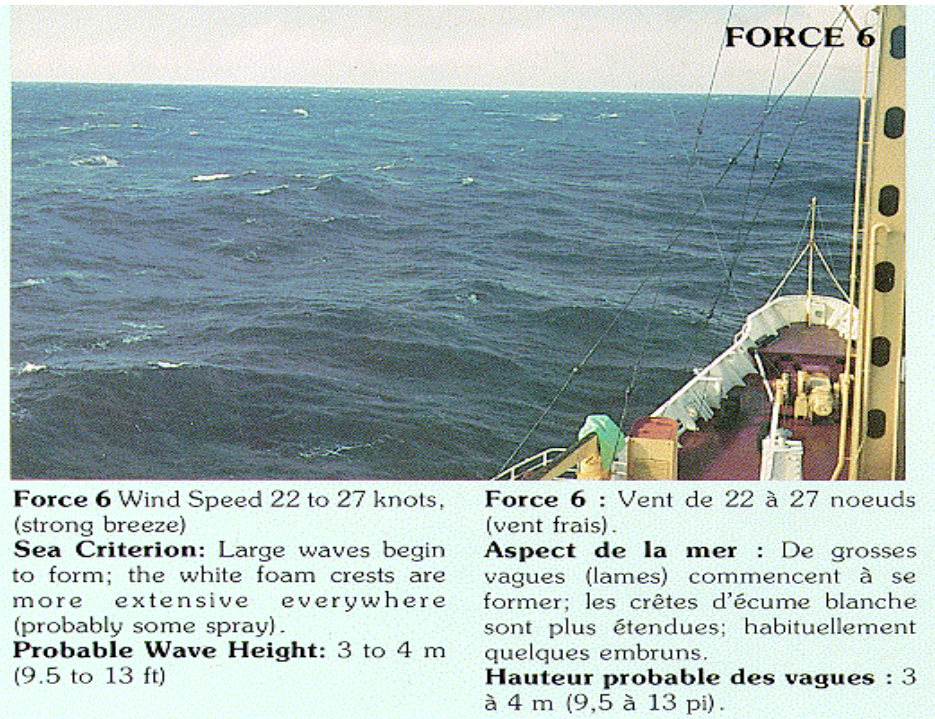 FORCE 6
Force 6 Wind Speed 22 to 27 knots,
(strong breeze)
Sea Criterion: Large waves begin
to form; the white foam crests are
more extensive everywhere
(probably some spray).
Probable Wave Height: 3 to 4 m
(9.5 to 13 ft)
Force 6 : Vent de 22 à 27 noeuds
(vent frais).
Aspect de la mer : De grosses
vagues (lames) commencent à se
former; les crêtes d'écume blanche
sont plus étendues; habituellement
quelques embruns.
Hauteur probable des vagues : 3
à 4 m (9,5 à 13 pi).